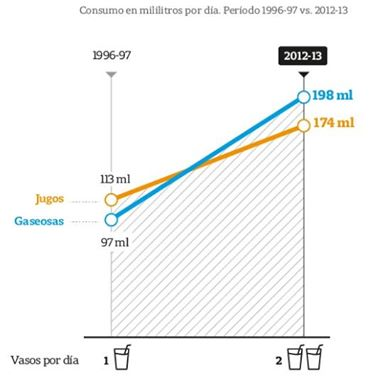 Consumo en mililitros por día. Período 1996-97 vs. 2012-13
1996-97
2012-13
198 ml
174 ml
113 ml
Jugos
Gaseosas
97 ml
Vasos por día 1 2